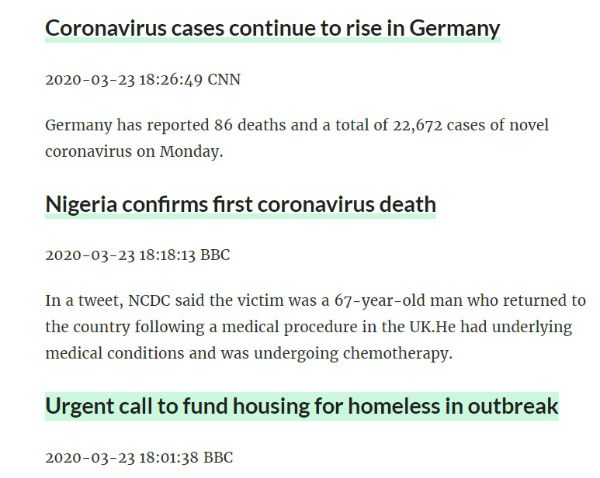 Coronavirus cases continue to rise in Germany
2020-03-23 18:26:49 CNN
Germany has reported 86 deaths and a total of 22,672 cases of novel
coronavirus on Monday.
Nigeria confirms first coronavirus death
2020-03-23 18:18:13 BBC
In a tweet, NCDC said the victim was a 67-year-old man who returned to
the country following a medical procedure in the UK.He had underlying
medical conditions and was undergoing chemotherapy.
Urgent call to fund housing for homeless in outbreak
2020-03-23 18:01:38 BBC